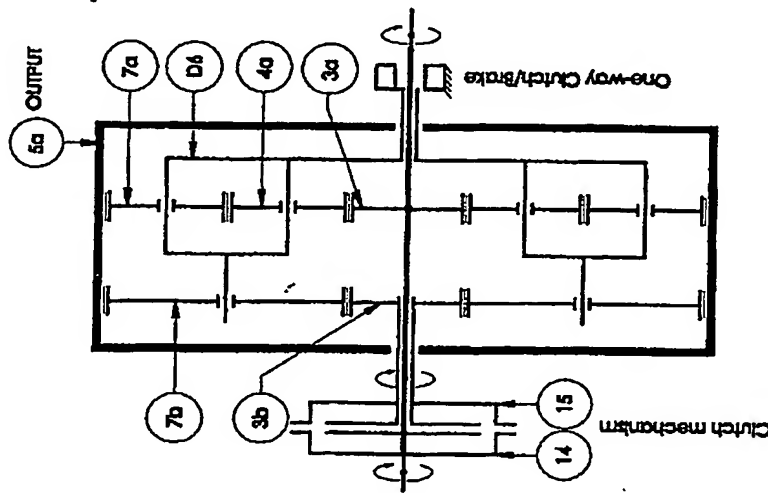 5a OUTPUT
7a
D6
4a
3a
One-way Clutch/Brake
7b
3b
15
14
Clutch mechanism